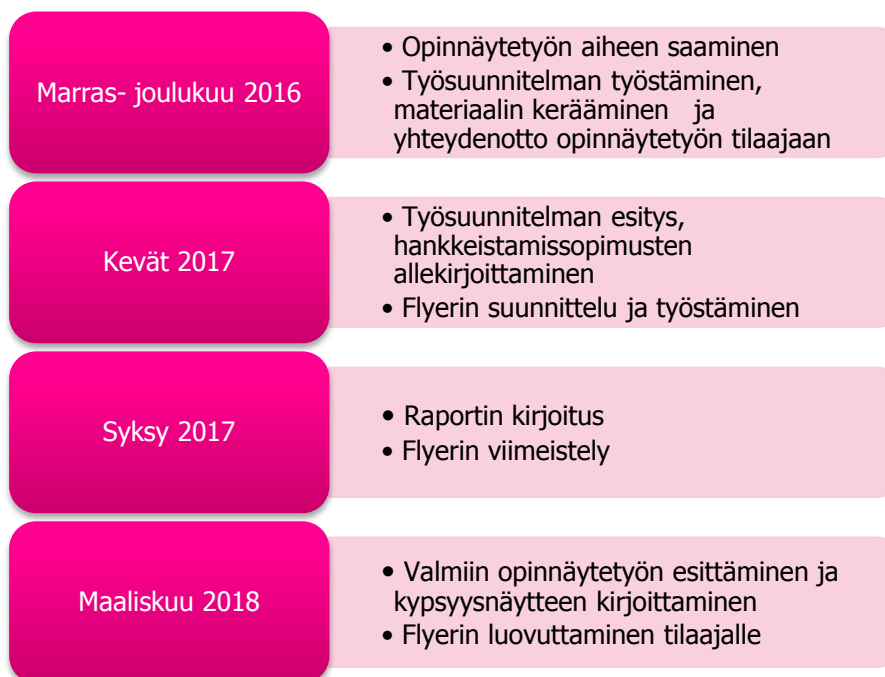 Marras- joulukuu 2016
• Opinnäytetyön aiheen saaminen
• Työsuunnitelman työstäminen,
materiaalin kerääminen ja
yhteydenotto opinnäytetyön tilaajaan
Kevät 2017
• Työsuunnitelman esitys,
hankkeistamissopimusten
allekirjoittaminen
• Flyerin suunnittelu ja työstäminen
Syksy 2017
• Raportin kirjoitus
• Flyerin viimeistely
Maaliskuu 2018
• Valmiin opinnäytetyön esittäminen ja
kypsyysnäytteen kirjoittaminen
• Flyerin luovuttaminen tilaajalle